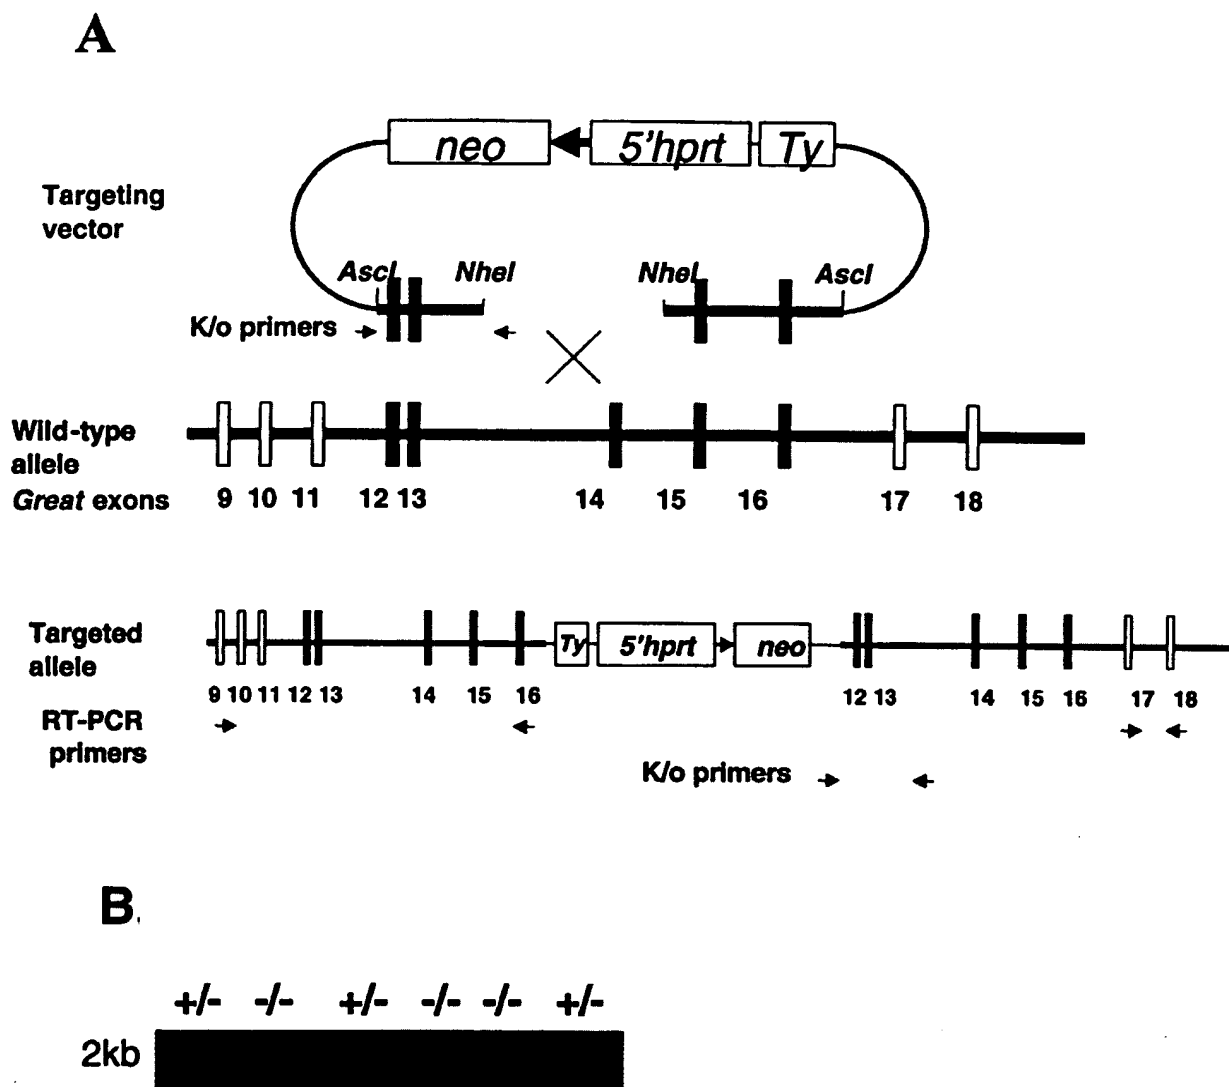 A
neo 5'hprt Ty
Targeting
vector
AscI NheI NheI AscI
K/o primers
Wild-type
allele
Great exons 9 10 11 12 13 14 15 16 17 18
Targeted
allele
Ty 5'hprt neo
9 10 11 12 13 14 15 16 12 13 14 15 16 17 18
RT-PCR
primers
K/o primers
B.
+/- -/- +/- -/- -/- +/-
2kb